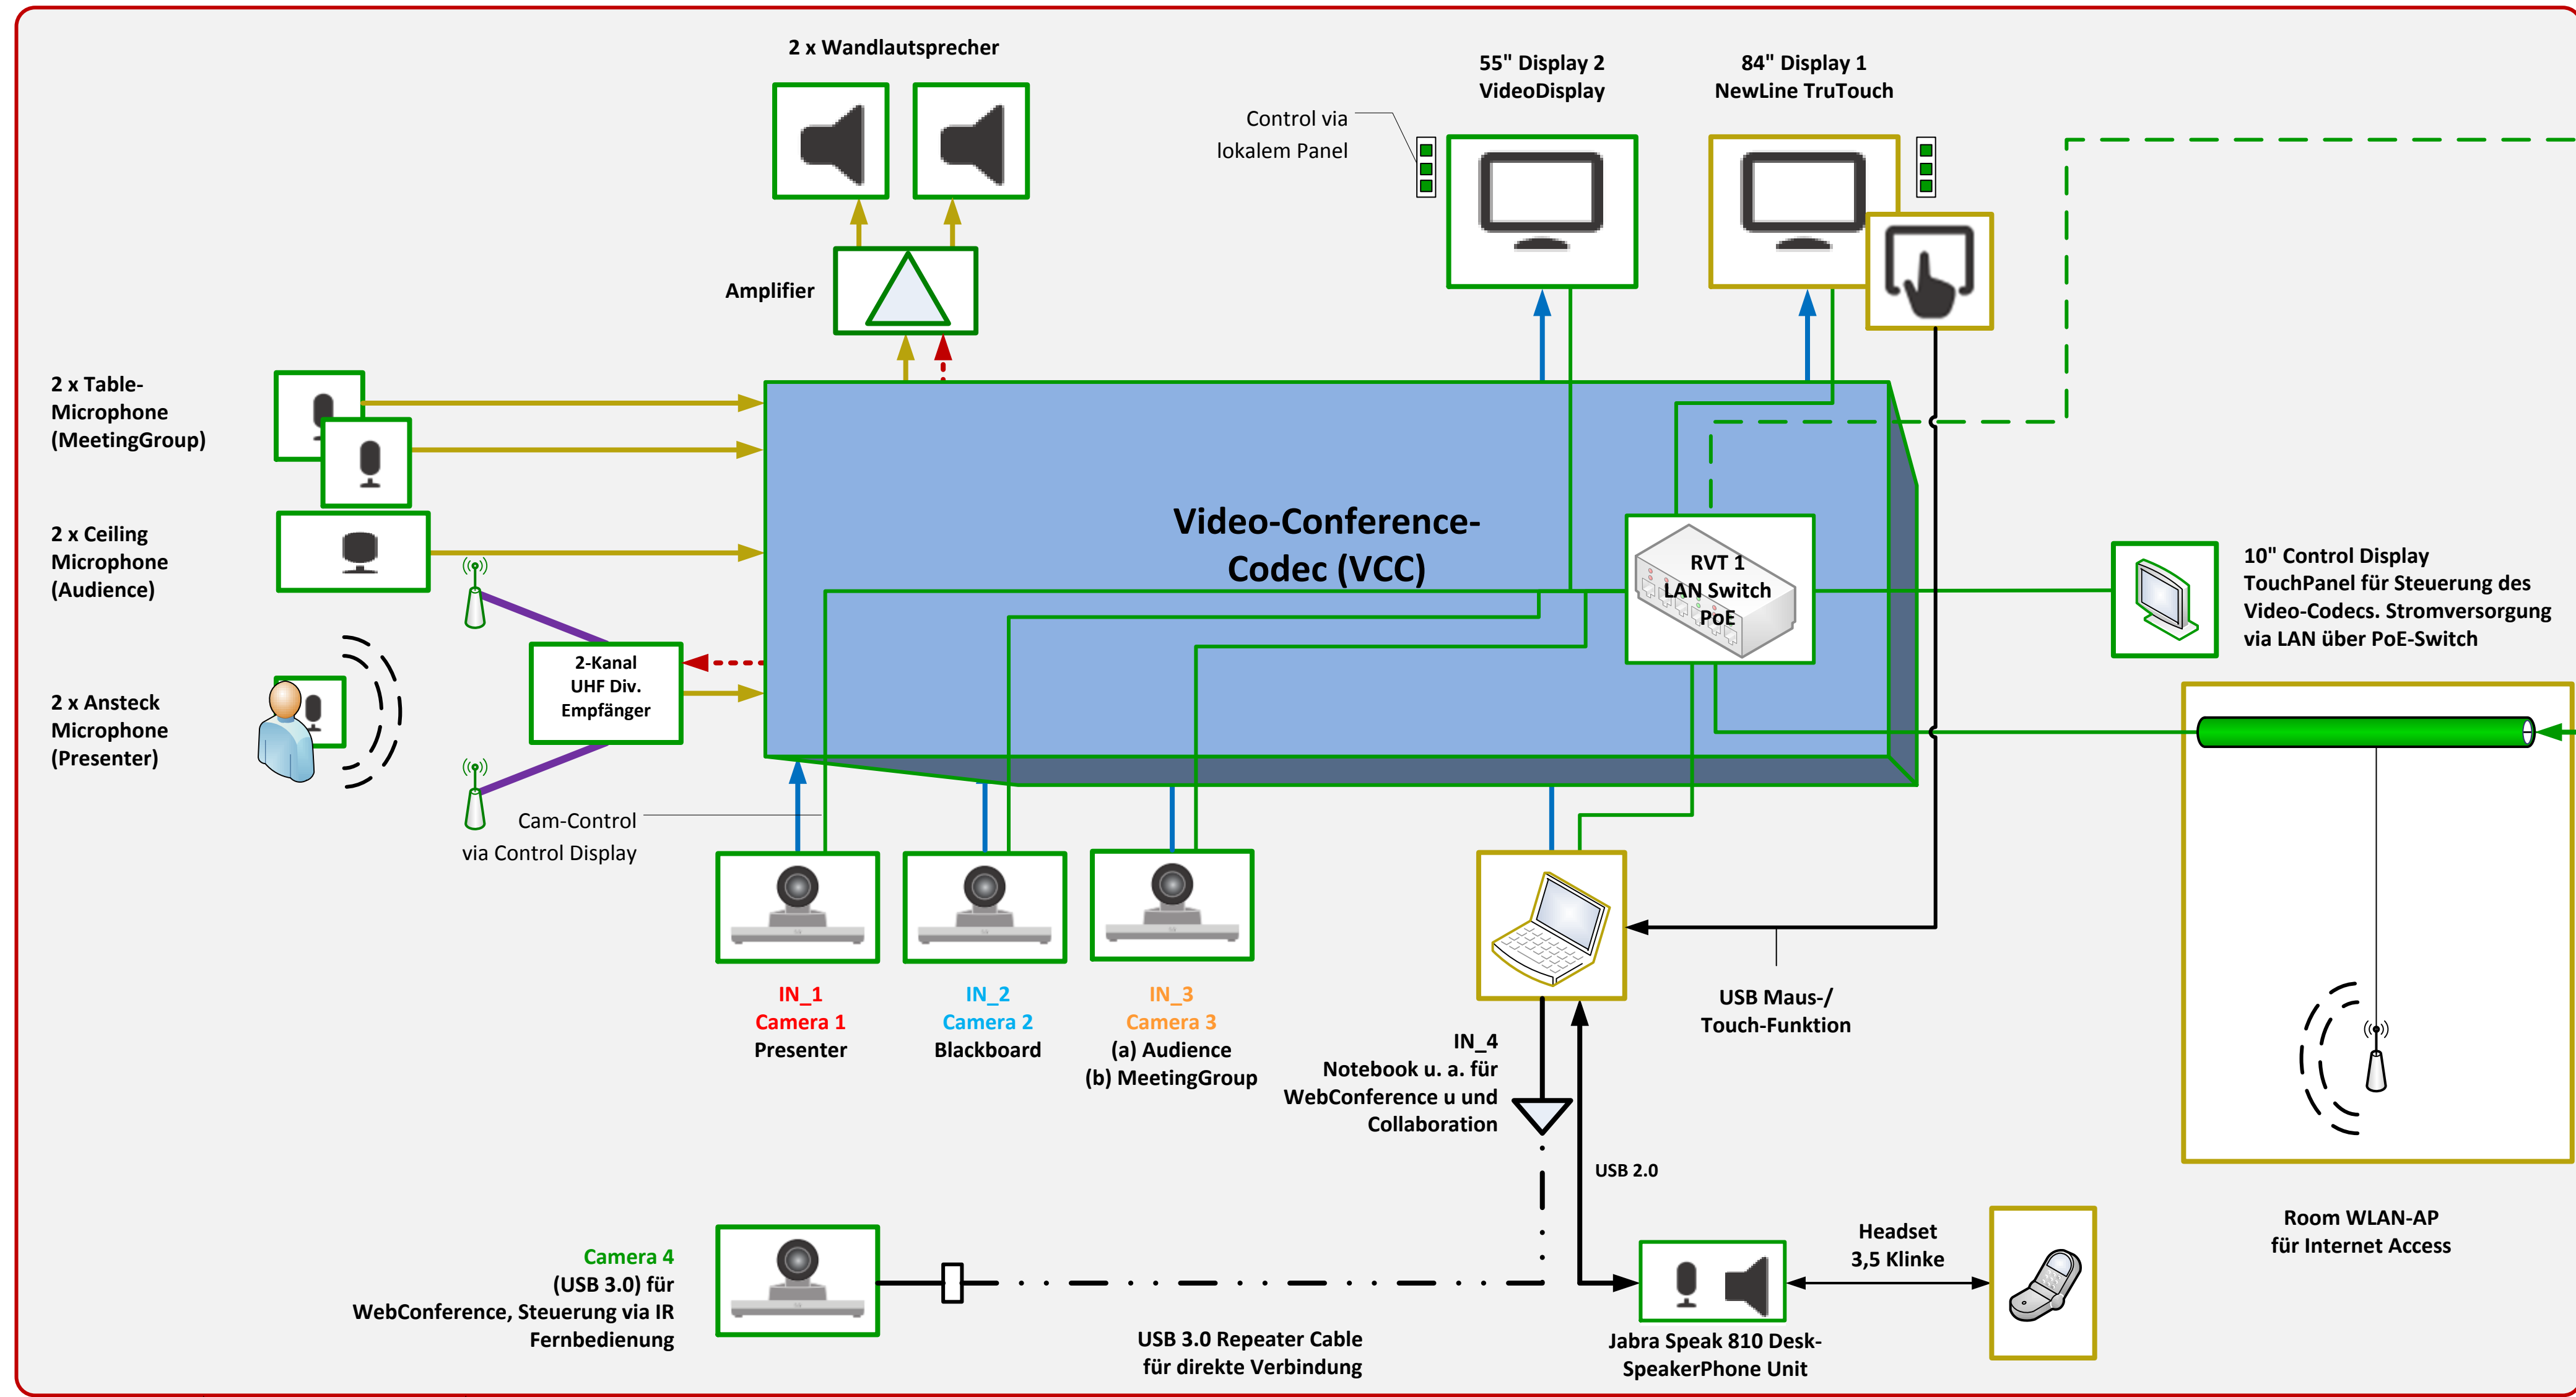 2 x Wandlautsprecher
55" Display 2
VideoDisplay
84" Display 1
NewLine TruTouch
Control via
lokalem Panel
Amplifier
2 x Table-
Microphone
(MeetingGroup)
Video-Conference-
Codec (VCC)
2 x Ceiling
Microphone
(Audience)
RVT 1
LAN Switch
PoE
10" Control Display
TouchPanel für Steuerung des
Video-Codecs. Stromversorgung
via LAN über PoE-Switch
2-Kanal
UHF Div.
Empfänger
2 x Ansteck
Microphone
(Presenter)
Cam-Control
via Control Display
IN_1
Camera 1
Presenter
IN_2
Camera 2
Blackboard
IN_3
Camera 3
(a) Audience
(b) MeetingGroup
USB Maus-/
Touch-Funktion
IN_4
Notebook u. a. für
WebConference u und
Collaboration
USB 2.0
Camera 4
(USB 3.0) für
WebConference, Steuerung via IR
Fernbedienung
USB 3.0 Repeater Cable
für direkte Verbindung
Headset
3,5 Klinke
Jabra Speak 810 Desk-
SpeakerPhone Unit
Room WLAN-AP
für Internet Access